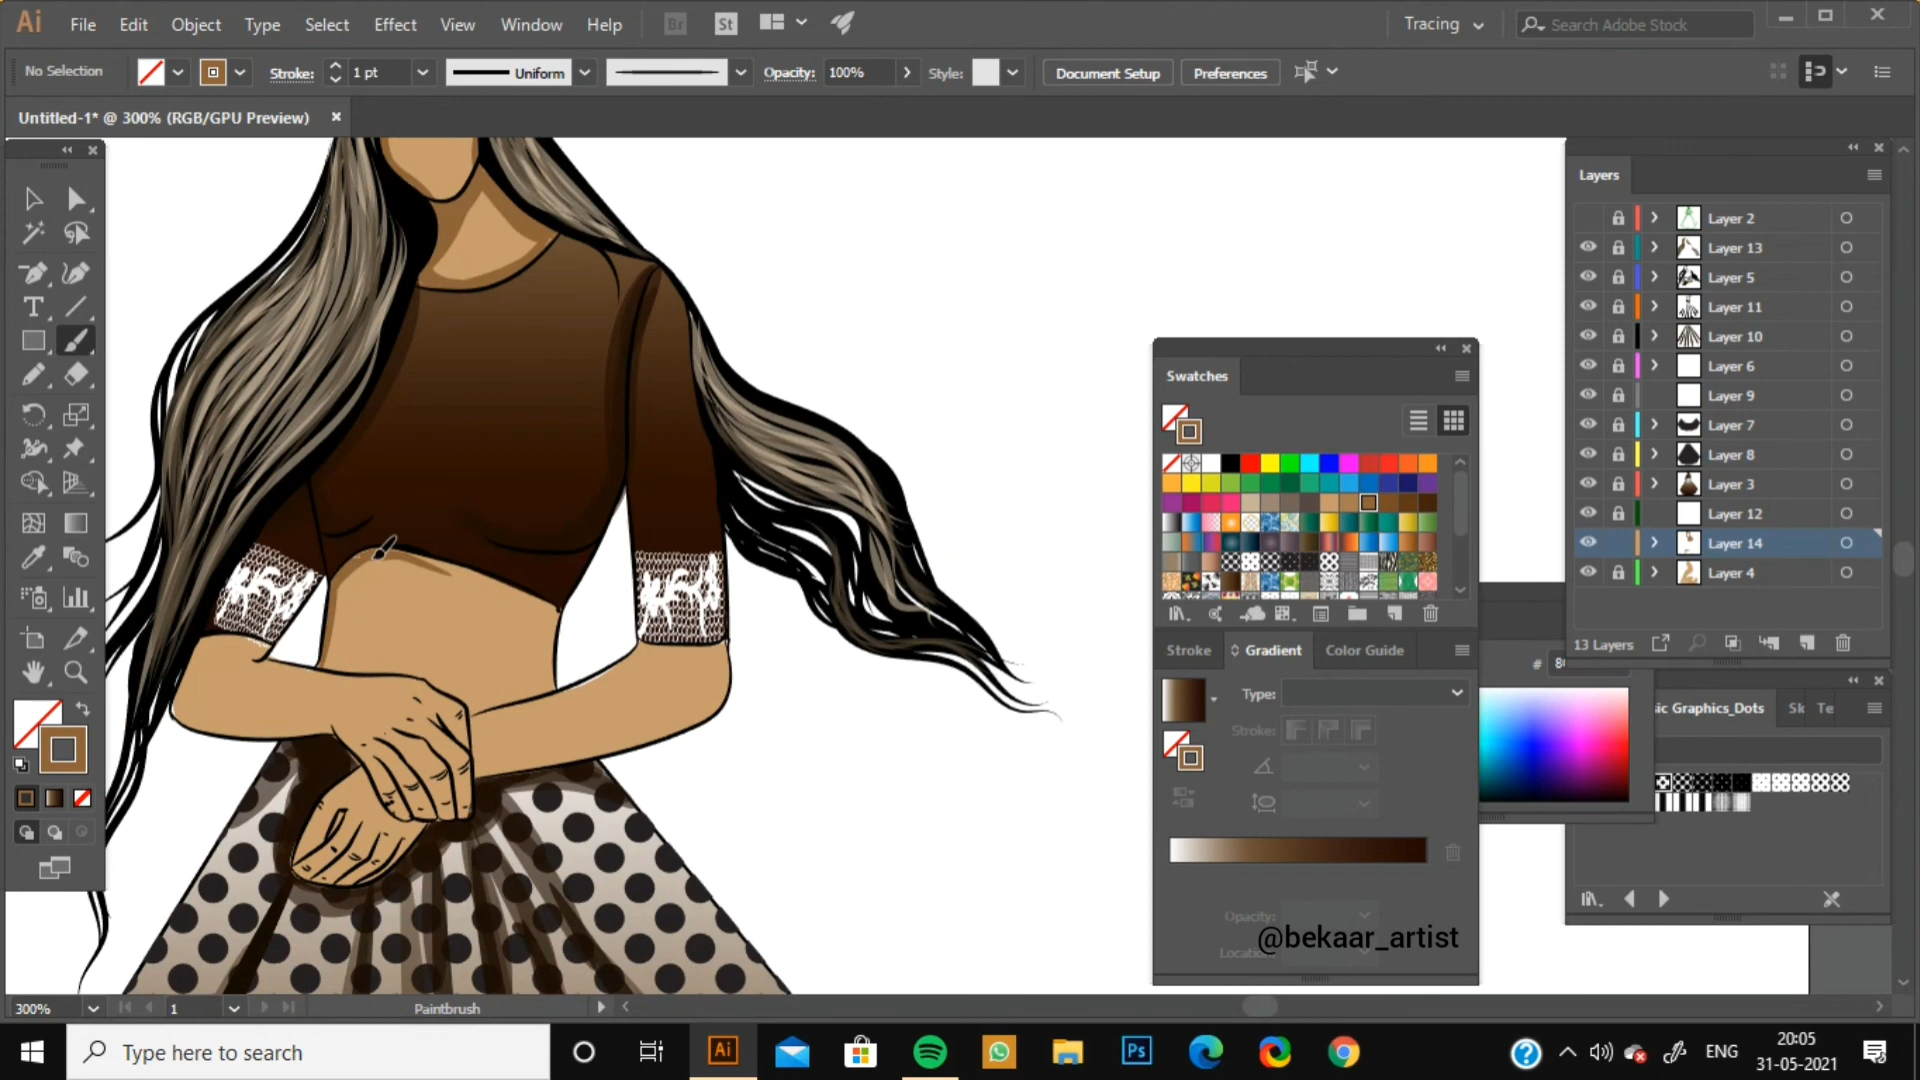 Ai File Edit Object Type Select Effect View Window Help Br St Tracing Search Adobe Stock
No Selection Stroke: 1 pt Uniform Opacity: 100% Style: Document Setup Preferences
Untitled-1* @ 300% (RGB/GPU Preview)
Layers
Layer 2
Layer 13
Layer 5
Layer 11
Layer 10
Layer 6
Layer 9
Layer 7
Layer 8
Layer 3
Layer 12
Layer 14
Layer 4
13 Layers
Swatches
Stroke Gradient Color Guide
Type:
Stroke:
Opacity:
Location:
#
ic Graphics_Dots Sk Te
@bekaar_artist
300% 1 Paintbrush
Type here to search
Ai Ps ENG
20:05
31-05-2021